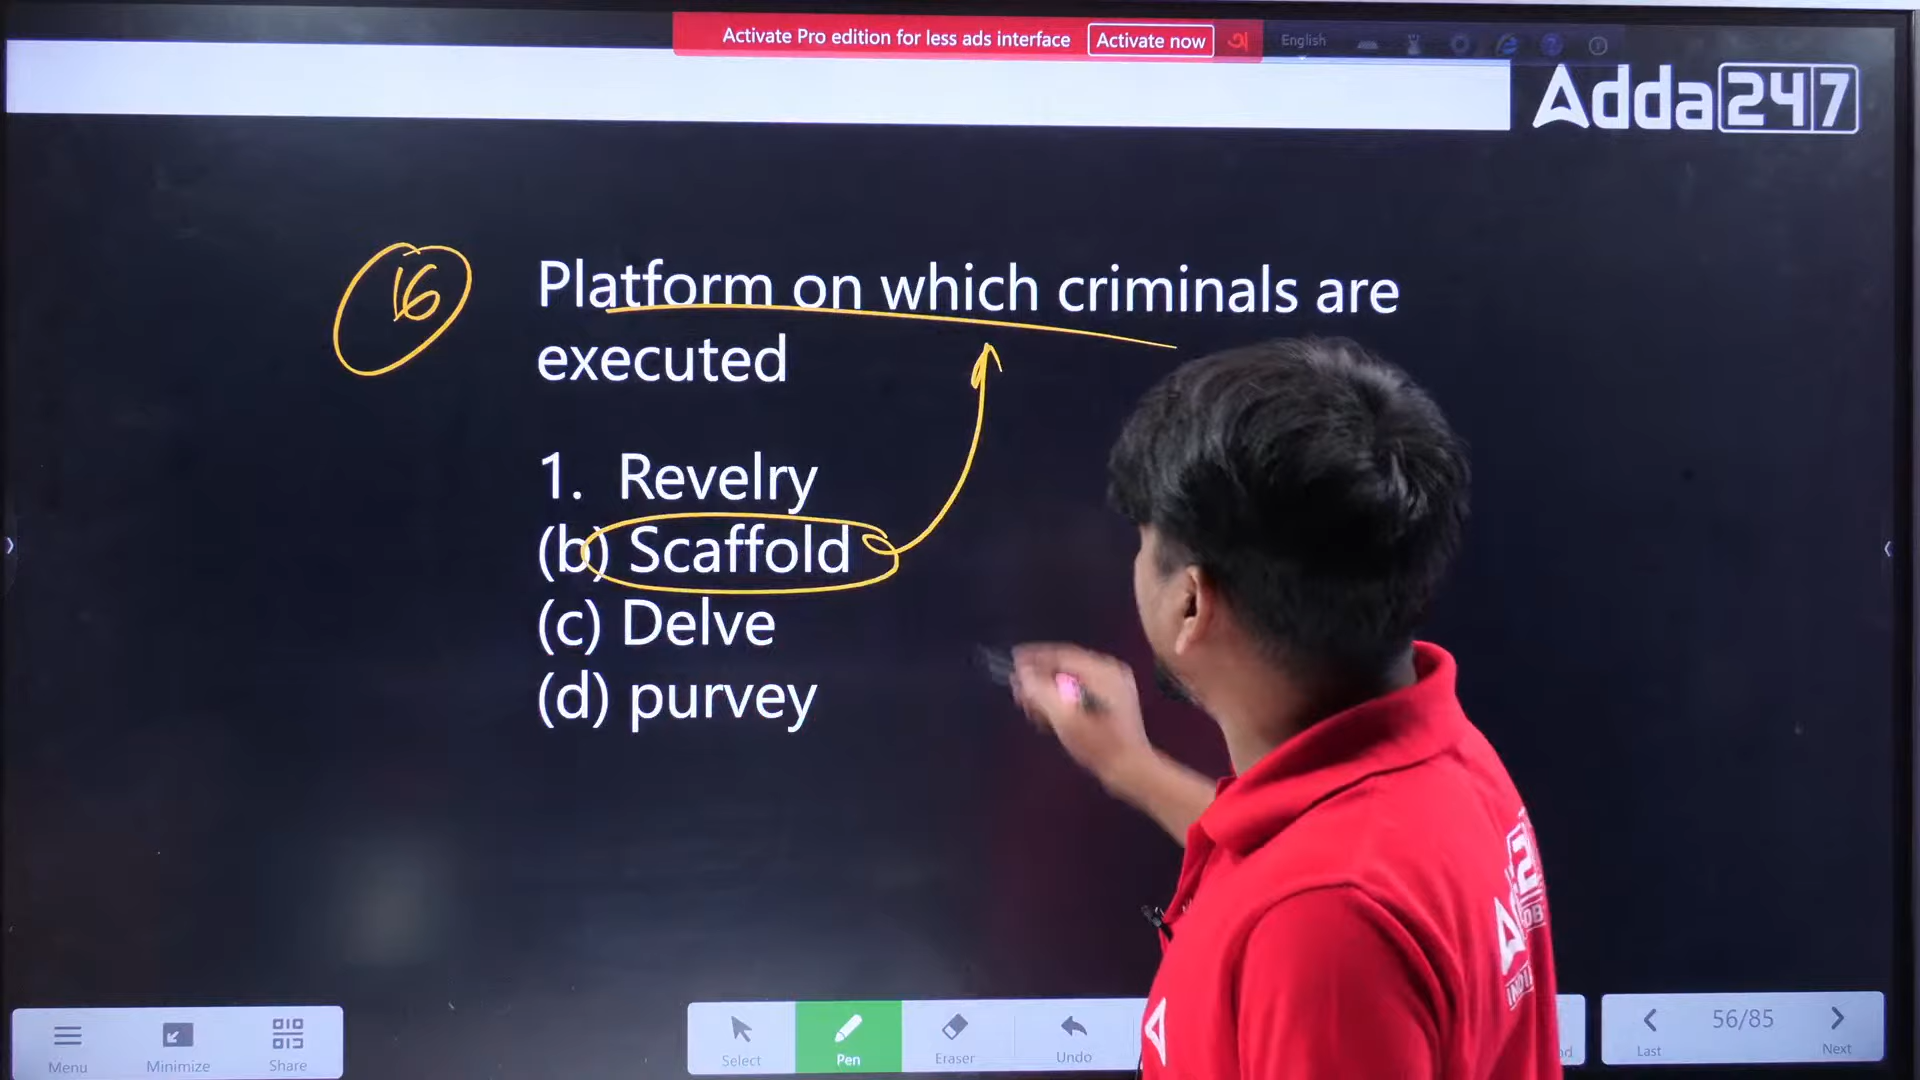 Activate Pro edition for less ads interface Activate now অ English
Adda247
16
Platform on which criminals are
executed
1. Revelry
(b) Scaffold
(c) Delve
(d) purvey
Menu Minimize Share Select Pen Eraser Undo Last 56/85 Next